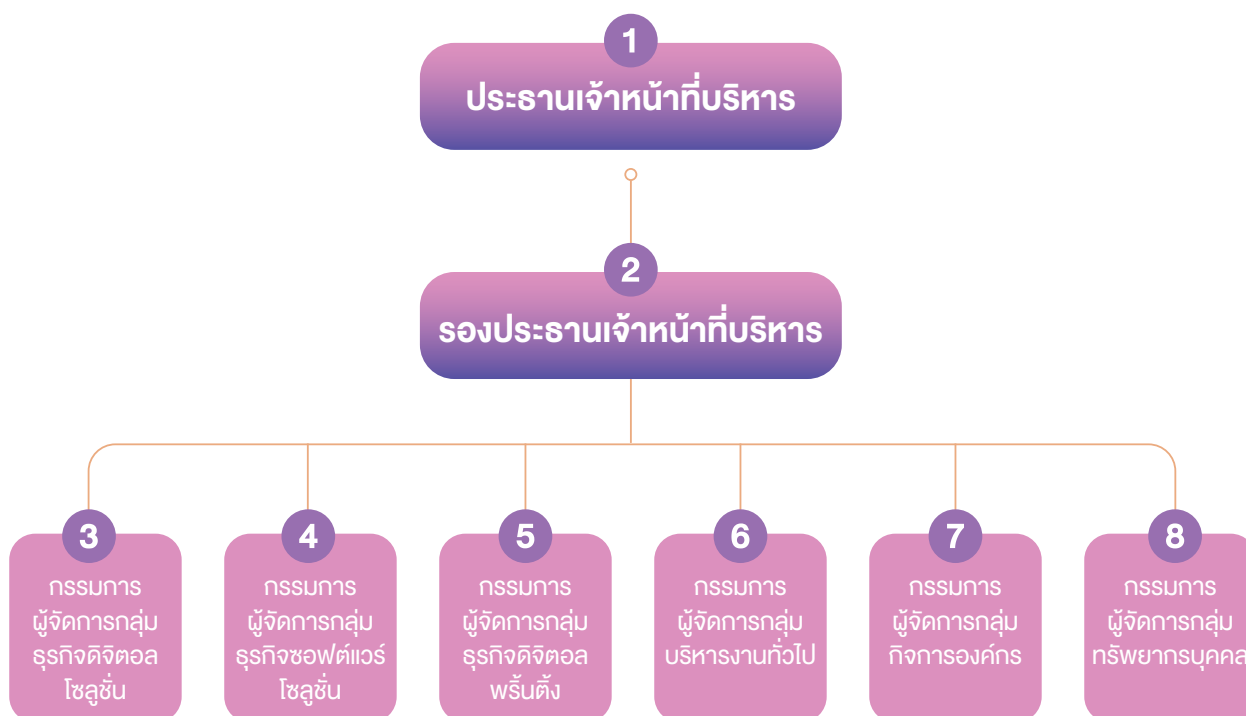 1
ประธานเจ้าหน้าที่บริหาร
2
รองประธานเจ้าหน้าที่บริหาร
3
กรรมการ
ผู้จัดการกลุ่ม
ธุรกิจดิจิตอล
โซลูชั่น
4
กรรมการ
ผู้จัดการกลุ่ม
ธุรกิจซอฟต์แวร์
โซลูชั่น
5
กรรมการ
ผู้จัดการกลุ่ม
ธุรกิจดิจิตอล
พริ้นติ้ง
6
กรรมการ
ผู้จัดการกลุ่ม
บริหารงานทั่วไป
7
กรรมการ
ผู้จัดการกลุ่ม
กิจการองค์กร
8
กรรมการ
ผู้จัดการกลุ่ม
ทรัพยากรบุคคล